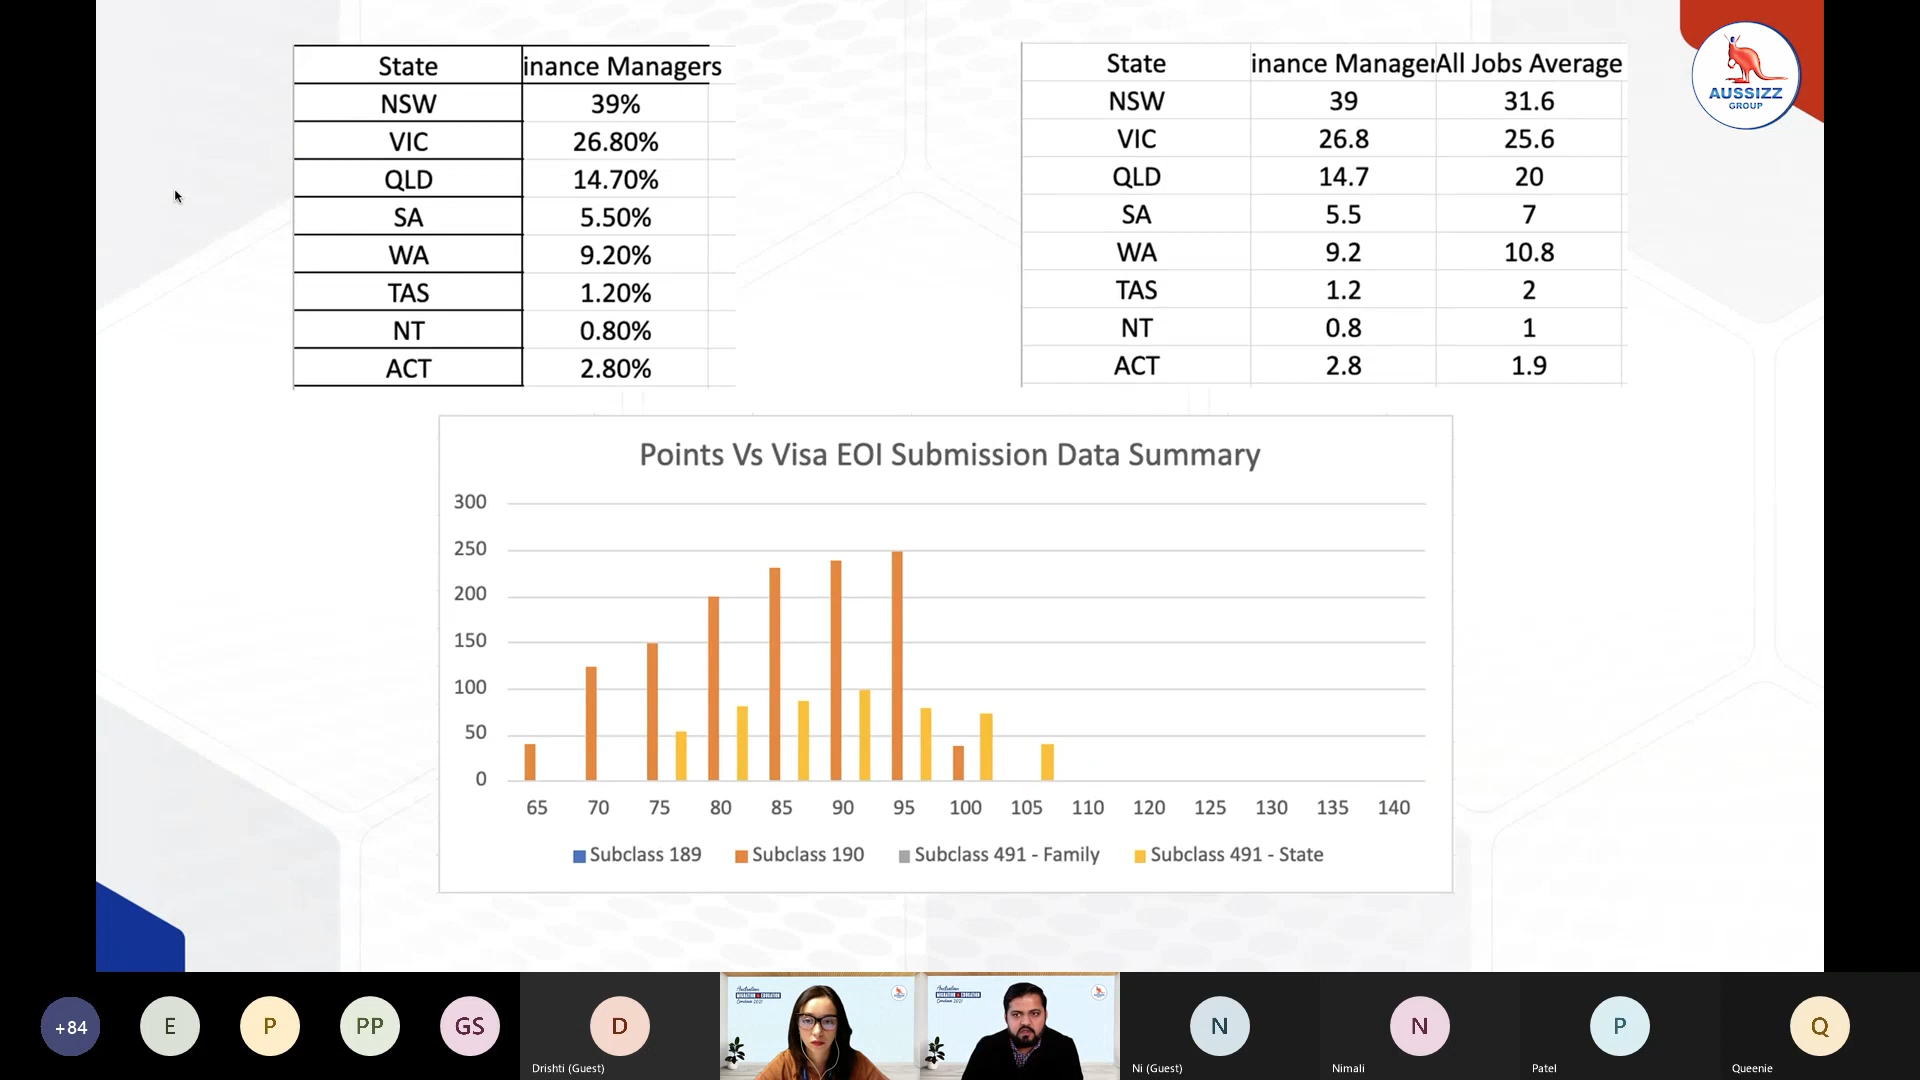 State inance Managers
NSW 39%
VIC 26.80%
QLD 14.70%
SA 5.50%
WA 9.20%
TAS 1.20%
NT 0.80%
ACT 2.80%
State inance Manager All Jobs Average
NSW 39 31.6
VIC 26.8 25.6
QLD 14.7 20
SA 5.5 7
WA 9.2 10.8
TAS 1.2 2
NT 0.8 1
ACT 2.8 1.9
AUSSIZZ
GROUP
Points Vs Visa EOI Submission Data Summary
300
250
200
150
100
50
0
65 70 75 80 85 90 95 100 105 110 120 125 130 135 140
Subclass 189 Subclass 190 Subclass 491 - Family Subclass 491 - State
+84 E P PP GS D N N P Q
Drishti (Guest) Ni (Guest) Nimali Patel Queenie